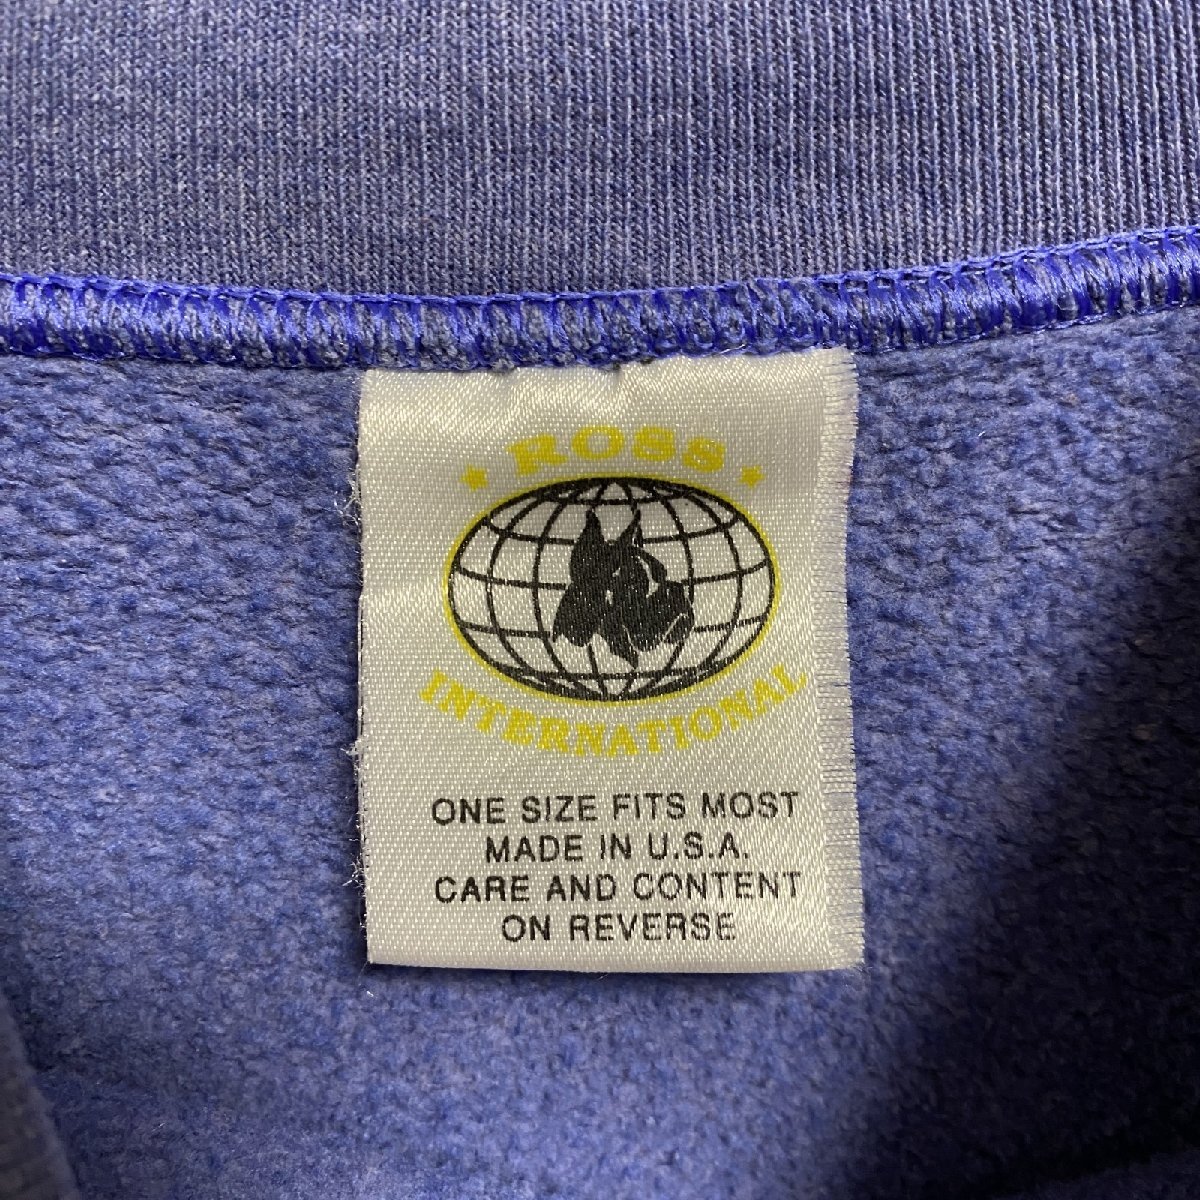 ROSS
INTERNATIONAL
ONE SIZE FITS MOST
MADE IN U.S.A.
CARE AND CONTENT
ON REVERSE